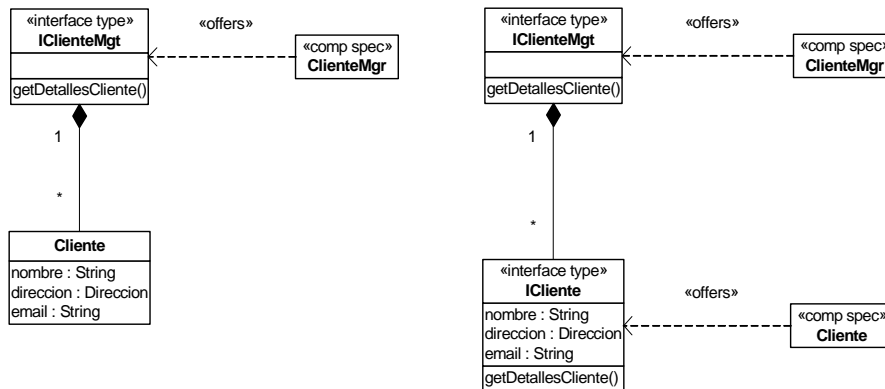 «interface type»
IClienteMgt
getDetallesCliente()
«offers»
«comp spec»
ClienteMgr
1
*
Cliente
nombre : String
direccion : Direccion
email : String
«interface type»
IClienteMgt
getDetallesCliente()
«offers»
«comp spec»
ClienteMgr
1
*
«interface type»
ICliente
nombre : String
direccion : Direccion
email : String
getDetallesCliente()
«offers»
«comp spec»
Cliente